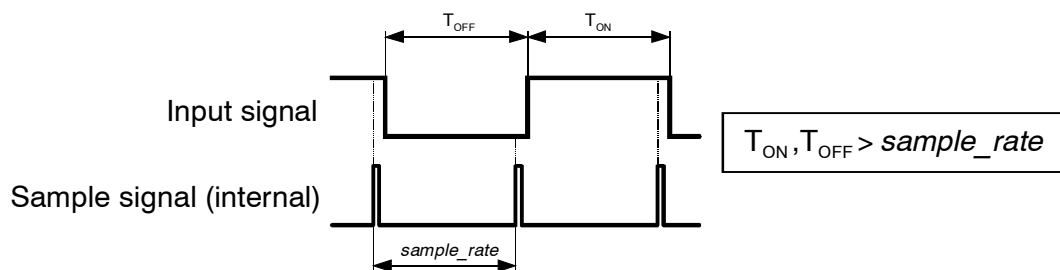 T_OFF T_ON
Input signal
T_ON,T_OFF > sample_rate
Sample signal (internal)
sample_rate